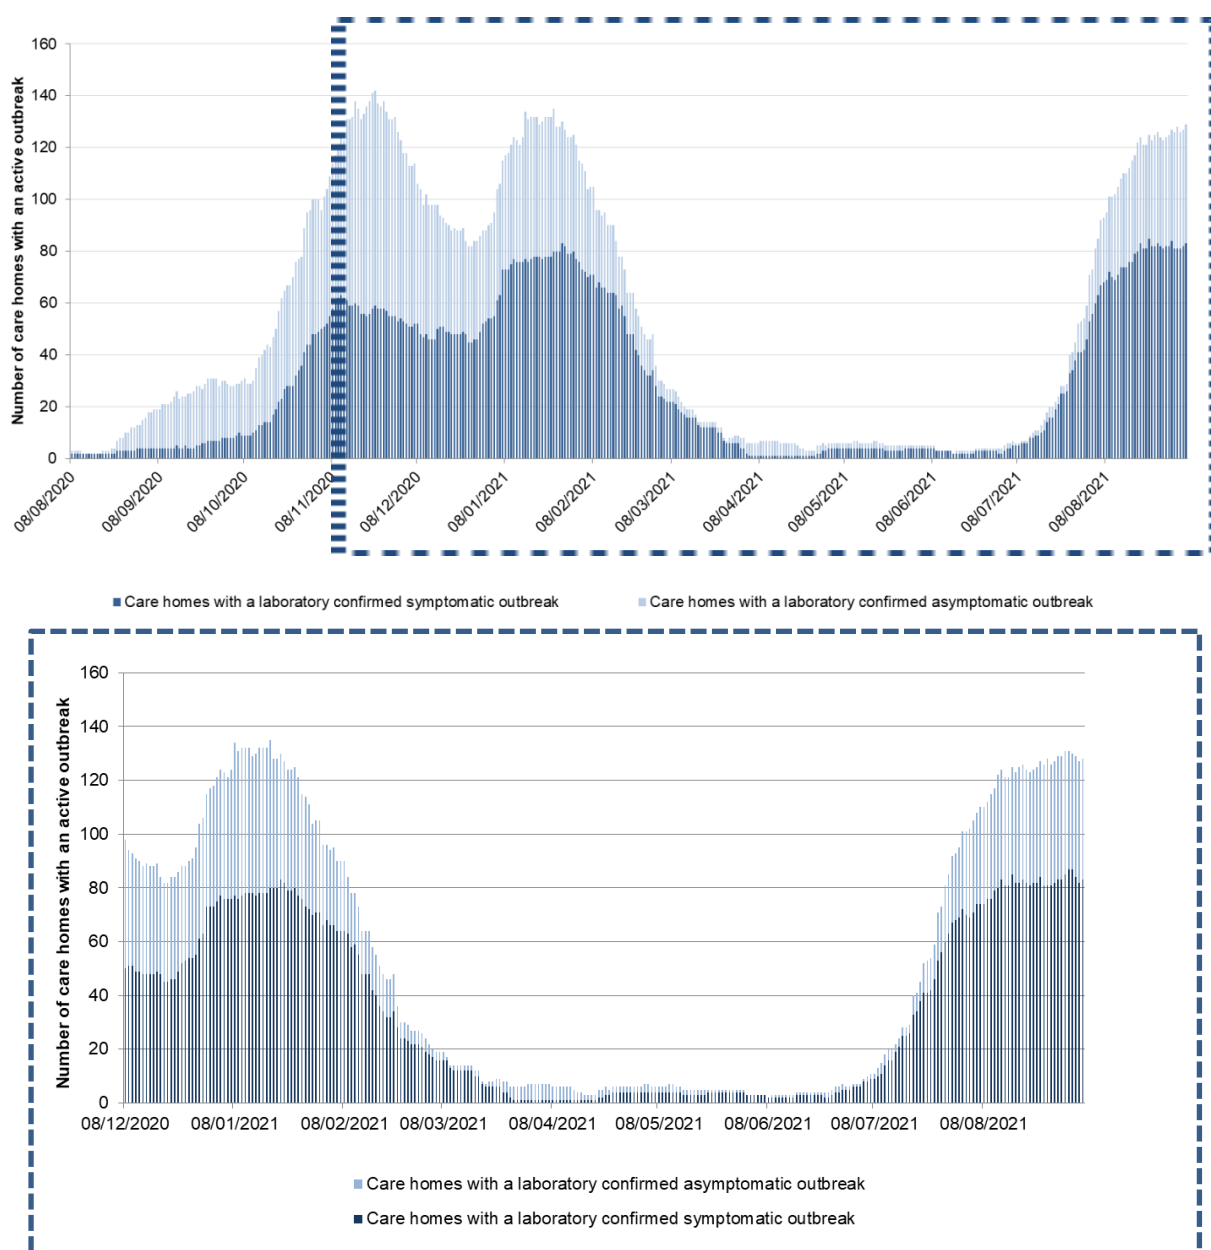 Number of care homes with an active outbreak
160
140
120
100
80
60
40
20
0
08/08/2020 08/09/2020 08/10/2020 08/11/2020 08/12/2020 08/01/2021 08/02/2021 08/03/2021 08/04/2021 08/05/2021 08/06/2021 08/07/2021 08/08/2021
Care homes with a laboratory confirmed symptomatic outbreak Care homes with a laboratory confirmed asymptomatic outbreak
Number of care homes with an active outbreak
160
140
120
100
80
60
40
20
0
08/12/2020 08/01/2021 08/02/2021 08/03/2021 08/04/2021 08/05/2021 08/06/2021 08/07/2021 08/08/2021
Care homes with a laboratory confirmed asymptomatic outbreak
Care homes with a laboratory confirmed symptomatic outbreak